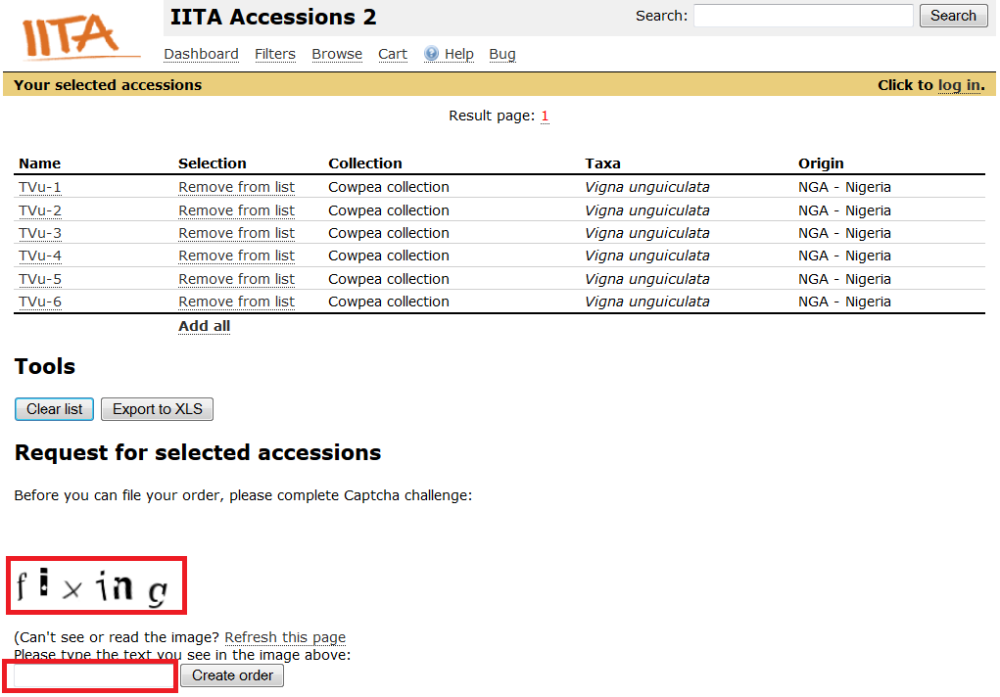 IITA
IITA Accessions 2
Search: Search
Dashboard Filters Browse Cart Help Bug
Your selected accessions Click to log in.
Result page: 1
Name Selection Collection Taxa Origin
TVu-1 Remove from list Cowpea collection Vigna unguiculata NGA - Nigeria
TVu-2 Remove from list Cowpea collection Vigna unguiculata NGA - Nigeria
TVu-3 Remove from list Cowpea collection Vigna unguiculata NGA - Nigeria
TVu-4 Remove from list Cowpea collection Vigna unguiculata NGA - Nigeria
TVu-5 Remove from list Cowpea collection Vigna unguiculata NGA - Nigeria
TVu-6 Remove from list Cowpea collection Vigna unguiculata NGA - Nigeria
Add all
Tools
Clear list Export to XLS
Request for selected accessions
Before you can file your order, please complete Captcha challenge:
fixing
(Can't see or read the image? Refresh this page
Please type the text you see in the image above:
Create order